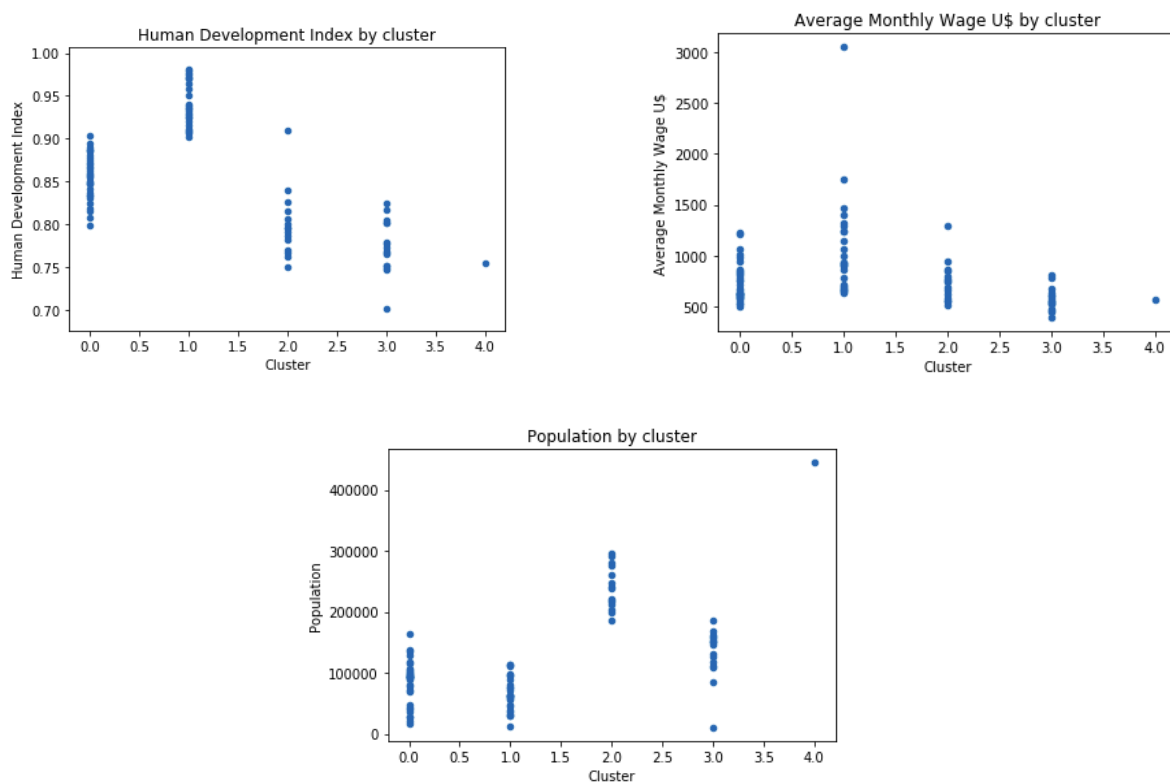 Human Development Index by cluster
Human Development Index
1.00
0.95
0.90
0.85
0.80
0.75
0.70
0.0 0.5 1.0 1.5 2.0 2.5 3.0 3.5 4.0
Cluster
Average Monthly Wage U$ by cluster
Average Monthly Wage U$
3000
2500
2000
1500
1000
500
0.0 0.5 1.0 1.5 2.0 2.5 3.0 3.5 4.0
Cluster
Population by cluster
Population
400000
300000
200000
100000
0
0.0 0.5 1.0 1.5 2.0 2.5 3.0 3.5 4.0
Cluster